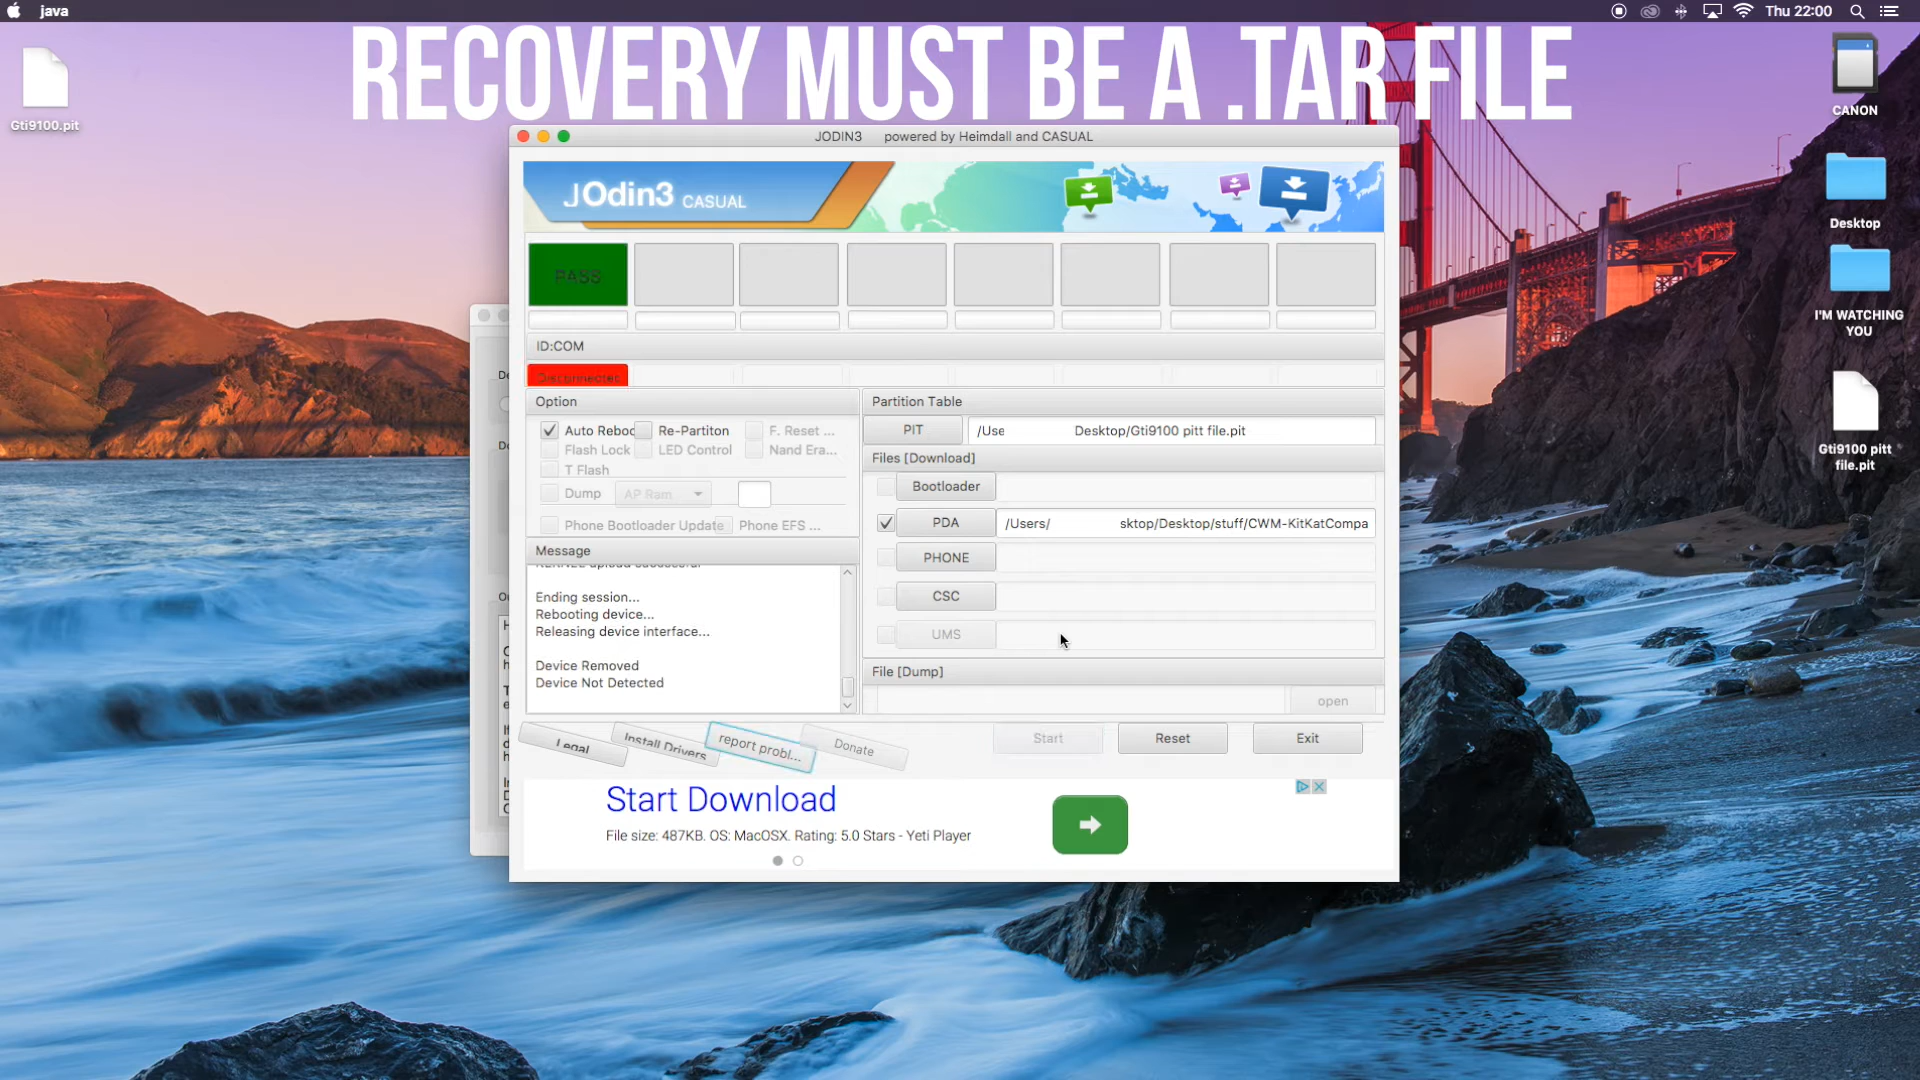 java
Thu 22:00
RECOVERY MUST BE A .TAR FILE
Gti9100.pit
CANON
Desktop
I'M WATCHING
YOU
Gti9100 pitt
file.pit
JODIN3 powered by Heimdall and CASUAL
JOdin3 CASUAL
PASS
ID:COM
Disconnected
Option
Auto Reboo
Re-Partiton
F. Reset ...
Flash Lock
LED Control
Nand Era...
T Flash
Dump
AP Ram
Phone Bootloader Update
Phone EFS ...
Message
Ending session...
Rebooting device...
Releasing device interface...
Device Removed
Device Not Detected
Partition Table
PIT
/Use Desktop/Gti9100 pitt file.pit
Files [Download]
Bootloader
PDA
/Users/ sktop/Desktop/stuff/CWM-KitKatCompa
PHONE
CSC
UMS
File [Dump]
open
Legal
Install Drivers
report probl...
Donate
Start
Reset
Exit
Start Download
File size: 487KB. OS: MacOSX. Rating: 5.0 Stars - Yeti Player